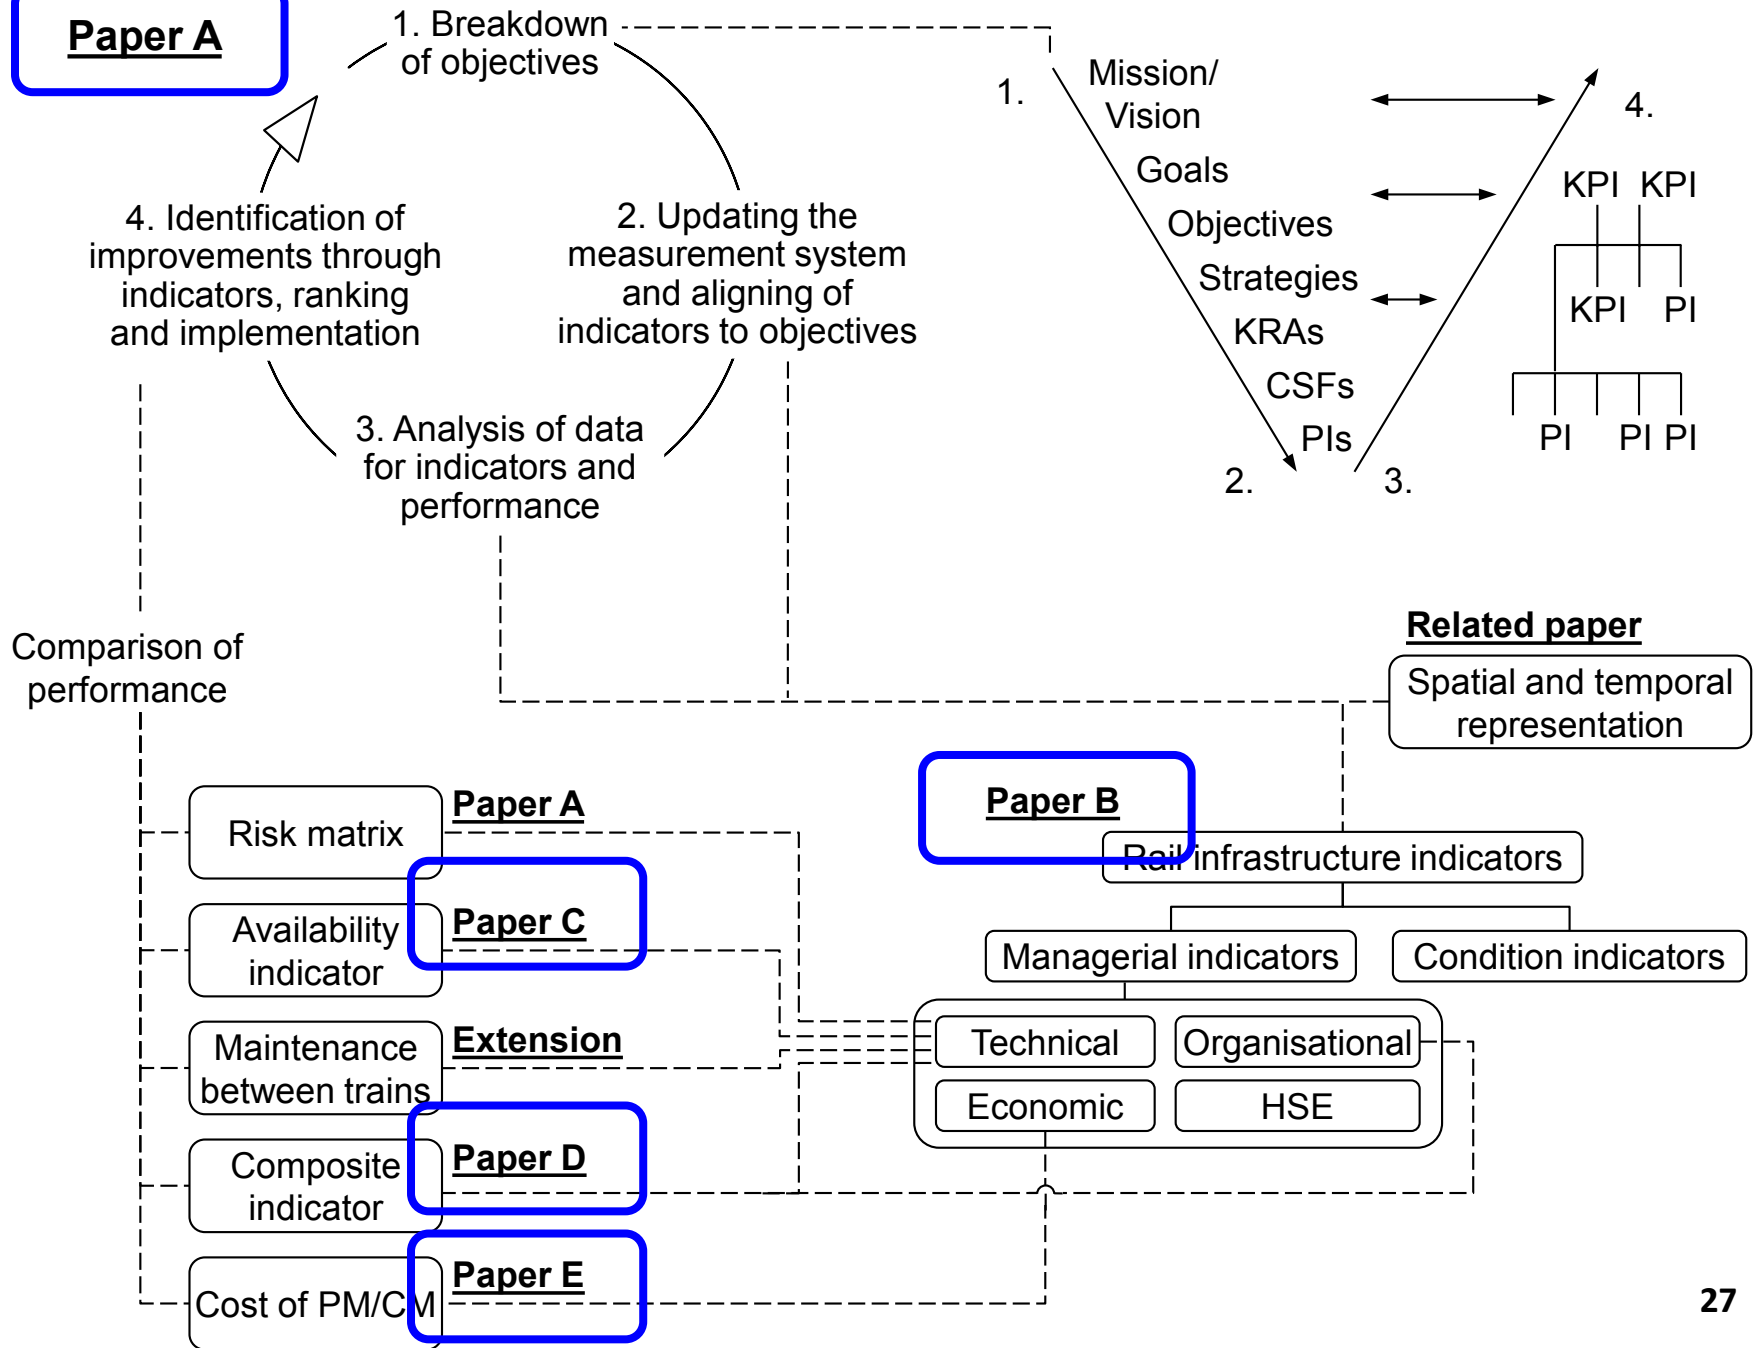 Paper A
1. Breakdown
of objectives
2. Updating the
measurement system
and aligning of
indicators to objectives
3. Analysis of data
for indicators and
performance
4. Identification of
improvements through
indicators, ranking
and implementation
1.
Mission/
Vision
Goals
Objectives
Strategies
KRAs
CSFs
PIs
2.
3.
4.
KPI KPI
KPI PI
PI PI PI
Comparison of
performance
Related paper
Spatial and temporal
representation
Risk matrix
Paper A
Availability
indicator
Paper C
Maintenance
between trains
Extension
Composite
indicator
Paper D
Cost of PM/CM
Paper E
Paper B
Rail infrastructure indicators
Managerial indicators
Condition indicators
Technical
Organisational
Economic
HSE
27